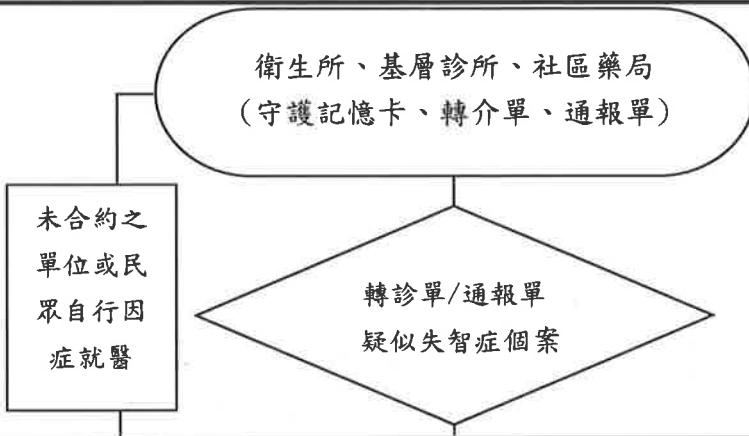 衛生所、基層診所、社區藥局
(守護記憶卡、轉介單、通報單)
未合約之
單位或民
眾自行因
症就醫
轉診單/通報單
疑似失智症個案